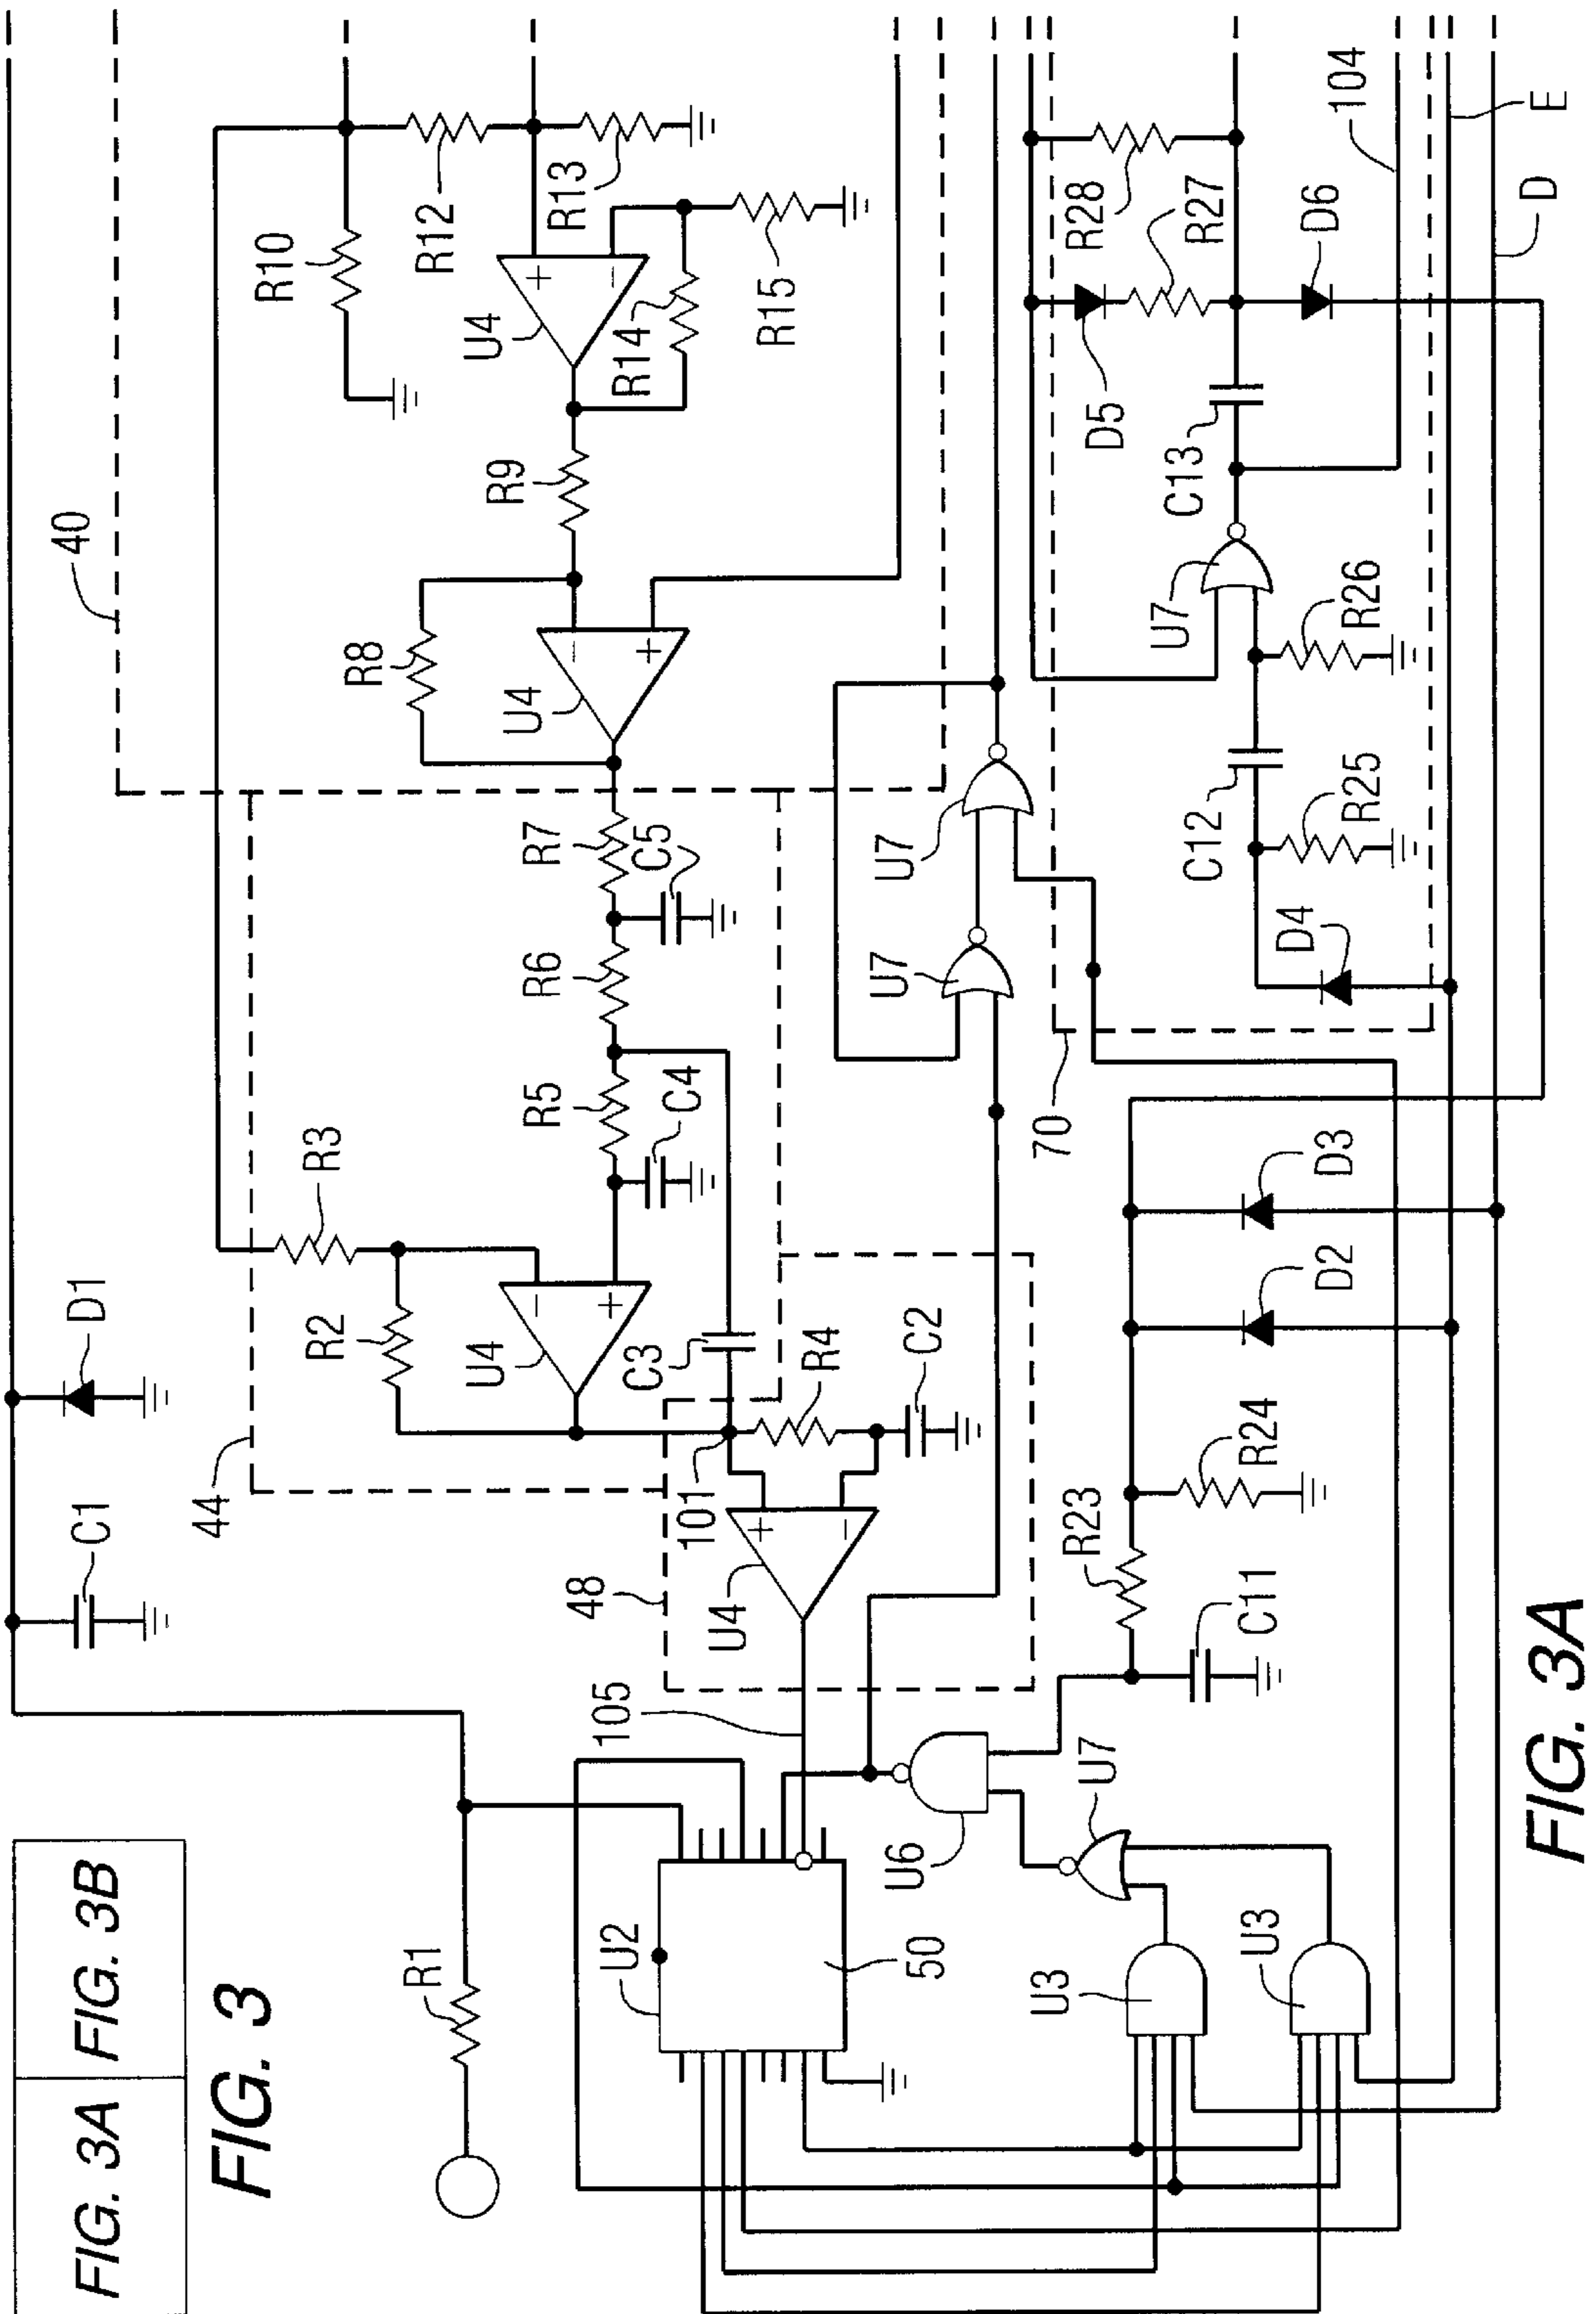 FIG. 3A FIG. 3B
FIG. 3
R1
C1
D1
40
44
R3
R2
U4
R10
R12
R13
U4
R14
R15
R9
R8
U4
R7
C5
R6
R5
C4
C3
R4
C2
101
48
U4
105
U2
50
U6
U7
U3
U3
R23
C11
R24
D2
D3
U7
U7
70
D4
C12
R25
R26
U7
C13
D5
R28
R27
D6
104
E
D
FIG. 3A
+
−
+
−
+
−
+
−